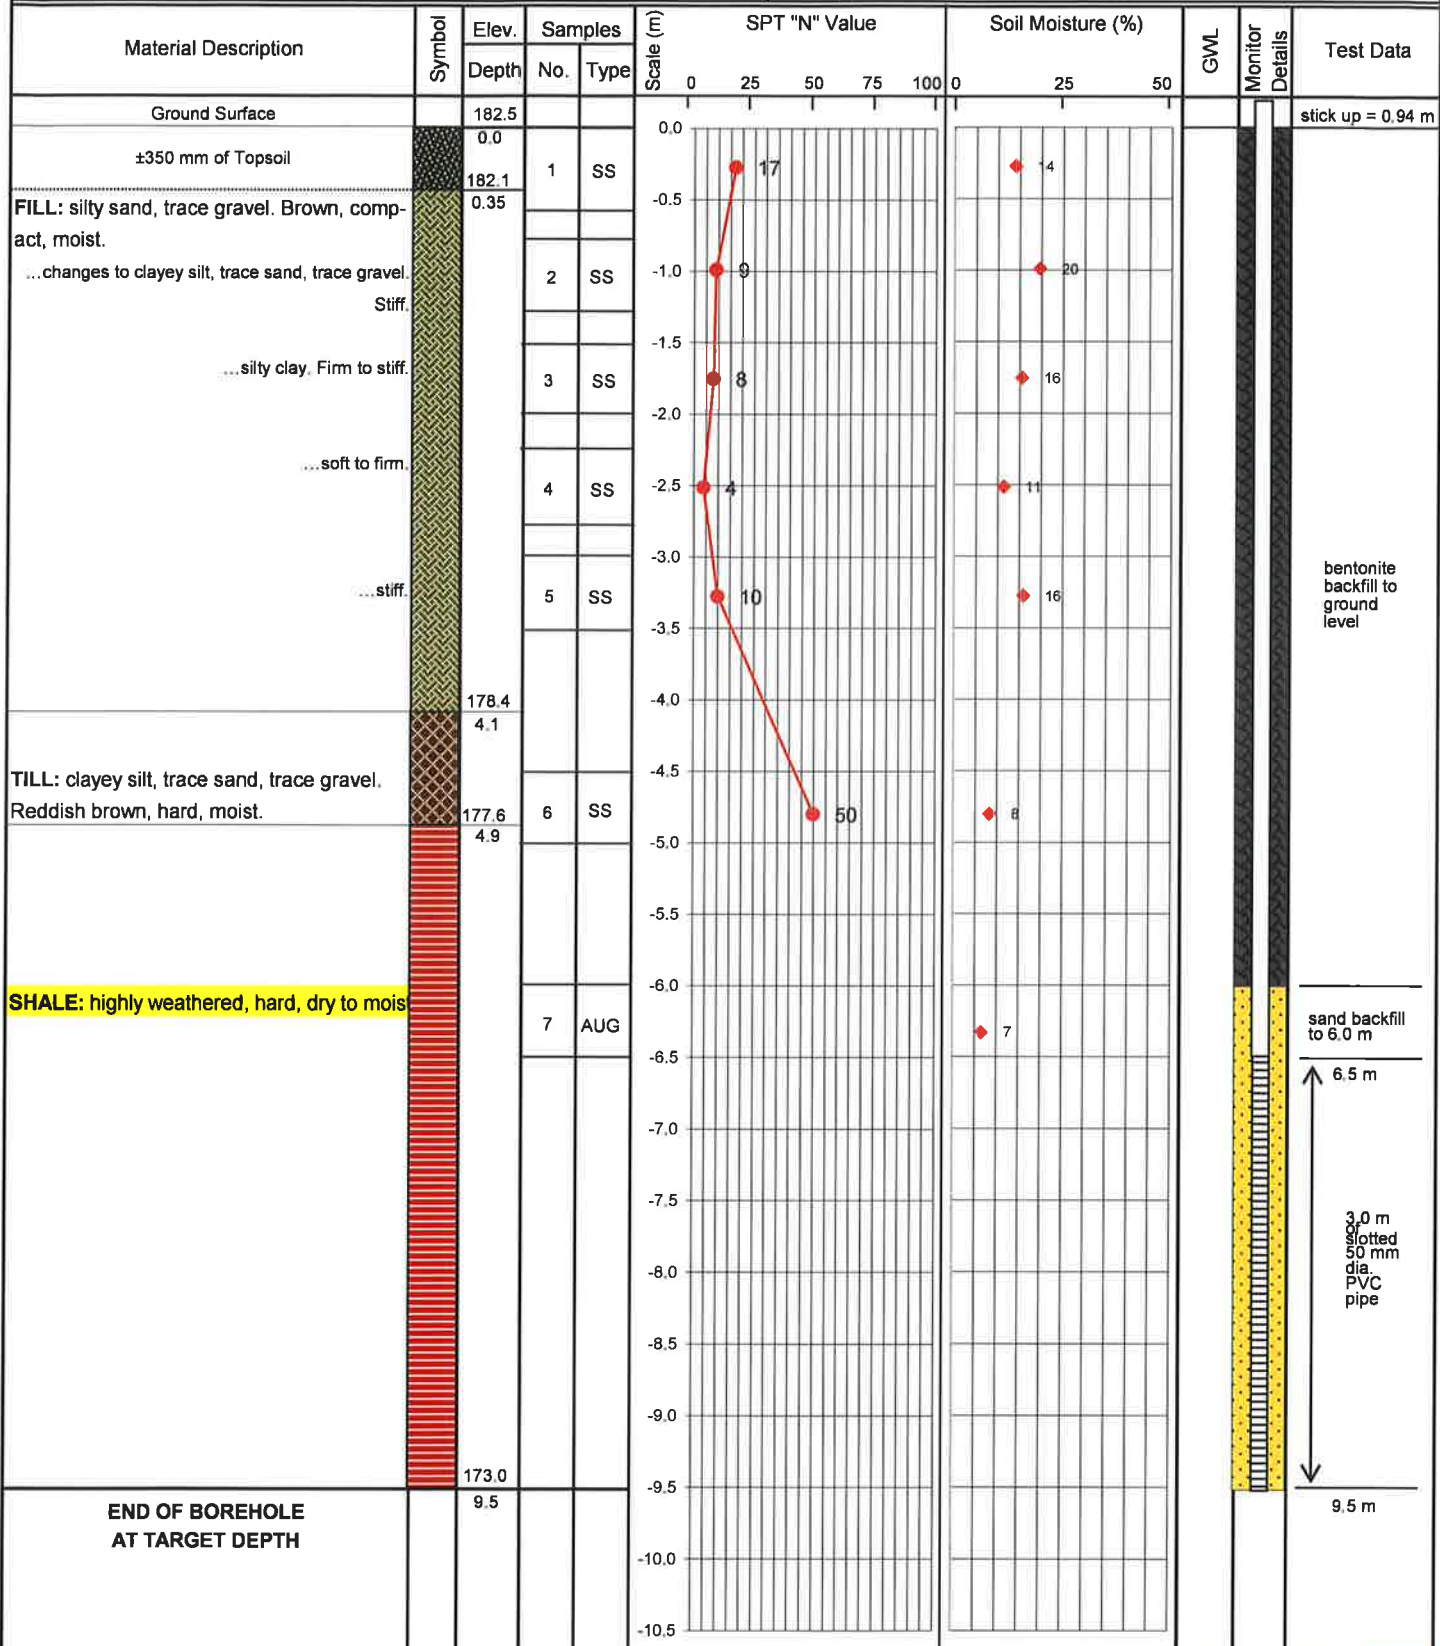 Material Description
Symbol
Elev.
Depth
Samples
No.
Type
Scale (m)
SPT "N" Value
0 25 50 75 100
Soil Moisture (%)
0 25 50
GWL
Monitor
Details
Test Data
Ground Surface
182.5
stick up = 0.94 m
±350 mm of Topsoil
0.0
182.1
0.35
1 SS
17
14
FILL: silty sand, trace gravel. Brown, comp-
act, moist.
...changes to clayey silt, trace sand, trace gravel.
Stiff.
2 SS
9
20
...silty clay. Firm to stiff.
3 SS
8
16
...soft to firm.
4 SS
4
11
...stiff.
5 SS
10
16
178.4
4.1
TILL: clayey silt, trace sand, trace gravel.
Reddish brown, hard, moist.
177.6
4.9
6 SS
50
8
SHALE: highly weathered, hard, dry to moist
7 AUG
7
173.0
9.5
END OF BOREHOLE
AT TARGET DEPTH
0.0
-0.5
-1.0
-1.5
-2.0
-2.5
-3.0
-3.5
-4.0
-4.5
-5.0
-5.5
-6.0
-6.5
-7.0
-7.5
-8.0
-8.5
-9.0
-9.5
-10.0
-10.5
bentonite
backfill to
ground
level
sand backfill
to 6.0 m
6.5 m
3.0 m
of
slotted
50 mm
dia.
PVC
pipe
9.5 m